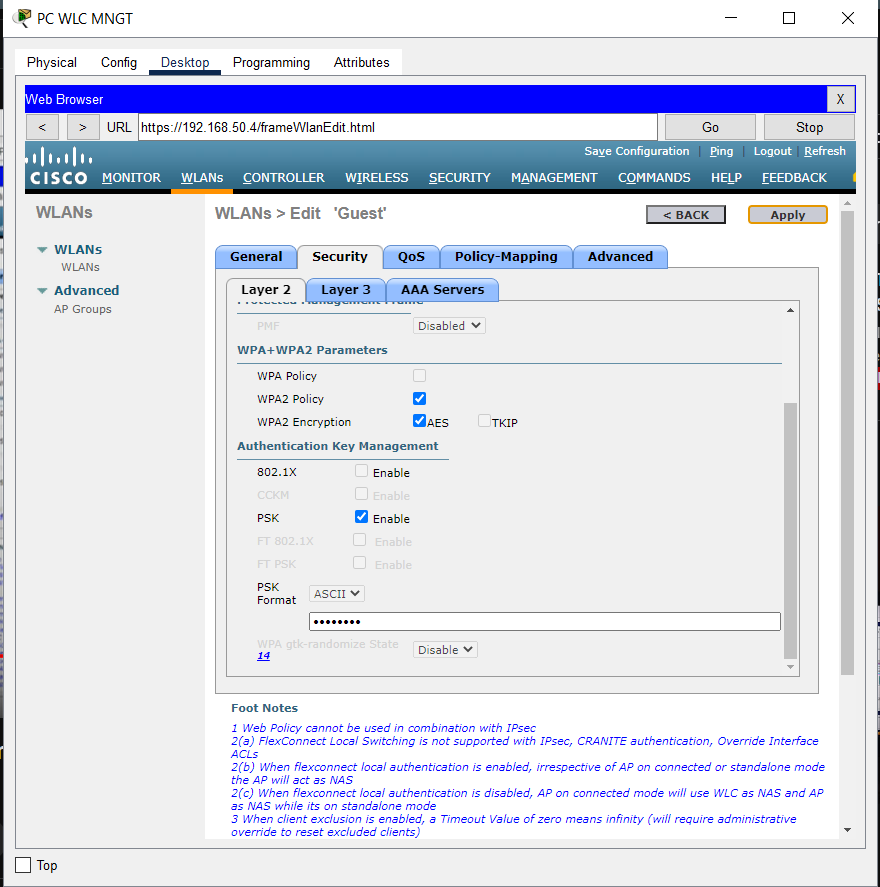 PC WLC MNGT
Physical Config Desktop Programming Attributes
Web Browser X
< > URL https://192.168.50.4/frameWlanEdit.html Go Stop
Save Configuration Ping Logout Refresh
CISCO MONITOR WLANs CONTROLLER WIRELESS SECURITY MANAGEMENT COMMANDS HELP FEEDBACK
WLANs
WLANs
WLANs
Advanced
AP Groups
WLANs > Edit 'Guest' < BACK Apply
General Security QoS Policy-Mapping Advanced
Layer 2 Layer 3 AAA Servers
Protected Management Frame
PMF Disabled
WPA+WPA2 Parameters
WPA Policy
WPA2 Policy
WPA2 Encryption AES TKIP
Authentication Key Management
802.1X Enable
CCKM Enable
PSK Enable
FT 802.1X Enable
FT PSK Enable
PSK
Format ASCII
••••••••
WPA gtk-randomize State Disable
14
Foot Notes
1 Web Policy cannot be used in combination with IPsec
2(a) FlexConnect Local Switching is not supported with IPsec, CRANITE authentication, Override Interface
ACLs
2(b) When flexconnect local authentication is enabled, irrespective of AP on connected or standalone mode
the AP will act as NAS
2(c) When flexconnect local authentication is disabled, AP on connected mode will use WLC as NAS and AP
as NAS while its on standalone mode
3 When client exclusion is enabled, a Timeout Value of zero means infinity (will require administrative
override to reset excluded clients)
Top